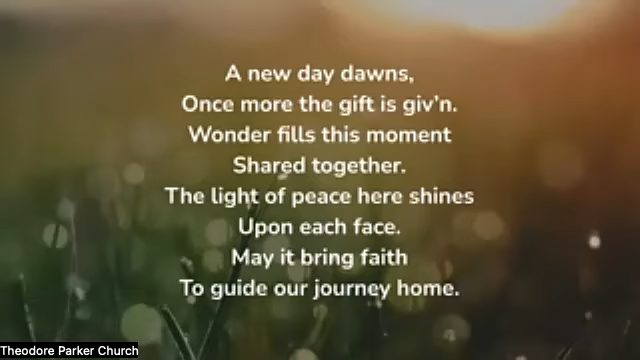 A new day dawns,
Once more the gift is giv'n.
Wonder fills this moment
Shared together.
The light of peace here shines
Upon each face.
May it bring faith
To guide our journey home.
Theodore Parker Church